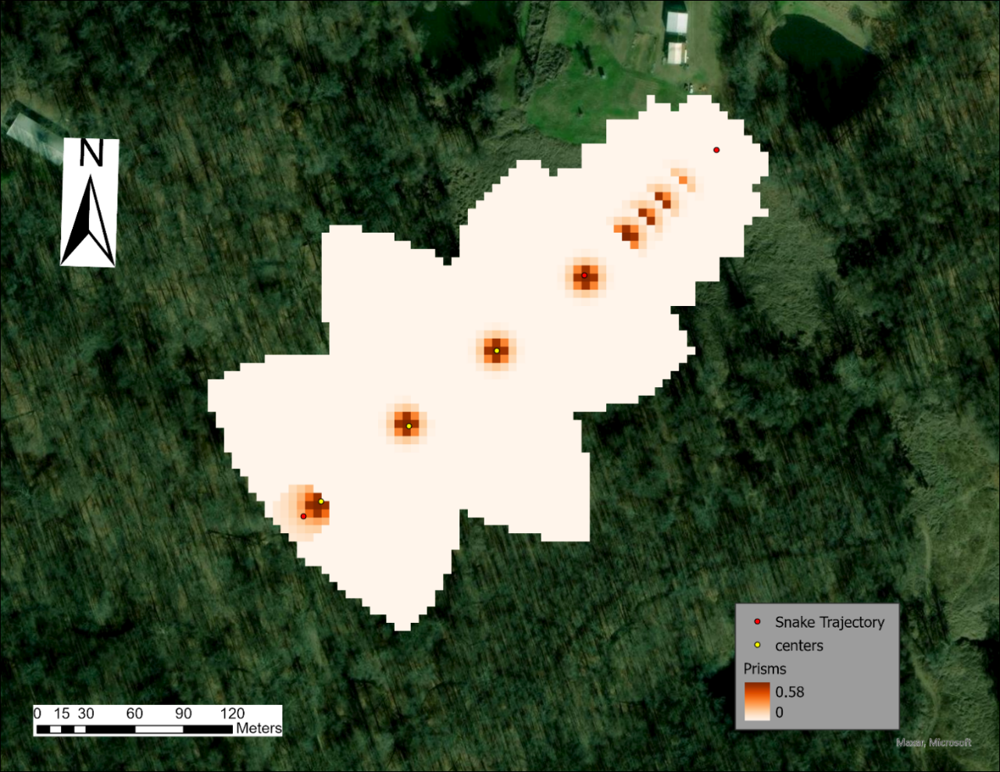 N
Snake Trajectory
centers
Prisms
0.58
0
0 15 30 60 90 120
Meters
Maxar, Microsoft